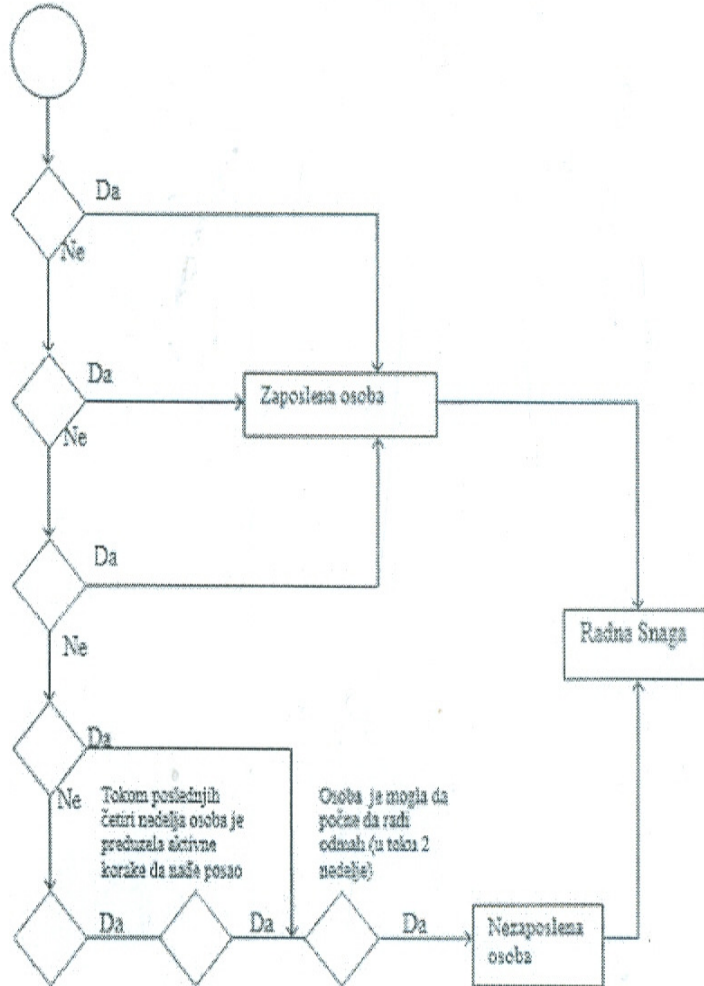 Da
Ne
Da
Zaposlena osoba
Ne
Da
Radna Snaga
Ne
Da
Ne
Tokom poslednjih
četiri nedelja osoba je
preduzela aktivne
korake da nađe posao
Osoba je mogla da
počne da radi
odmah (u toku 2
nedelje)
Da
Da
Da
Nezaposlena
osoba